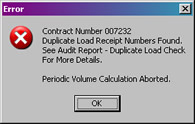 Error
Contract Number 007232
Duplicate Load Receipt Numbers Found.
See Audit Report - Duplicate Load Check
For More Details.
Periodic Volume Calculation Aborted.
OK